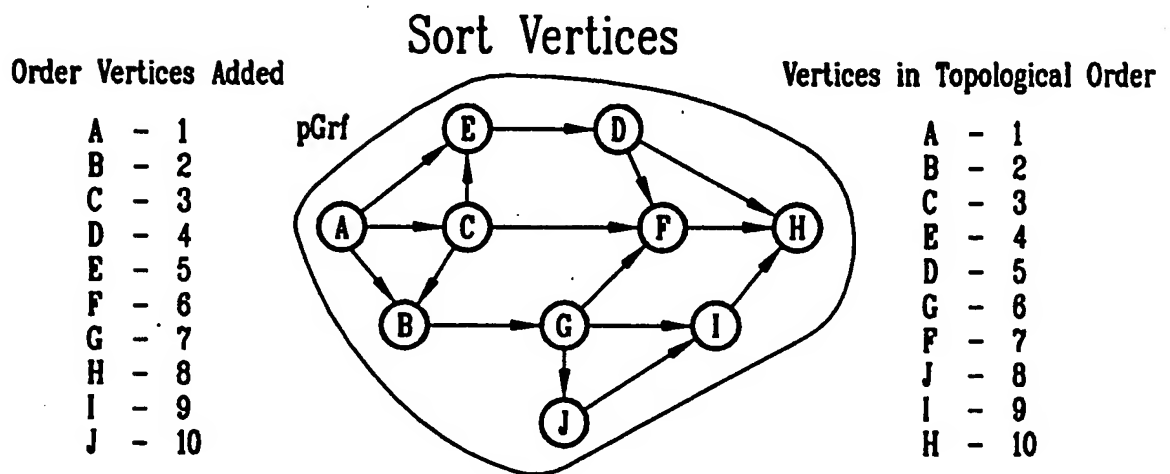 Sort Vertices
Order Vertices Added
A - 1
B - 2
C - 3
D - 4
E - 5
F - 6
G - 7
H - 8
I - 9
J - 10
pGrf
E
D
A
C
F
H
B
G
I
J
Vertices in Topological Order
A - 1
B - 2
C - 3
E - 4
D - 5
G - 6
F - 7
J - 8
I - 9
H - 10